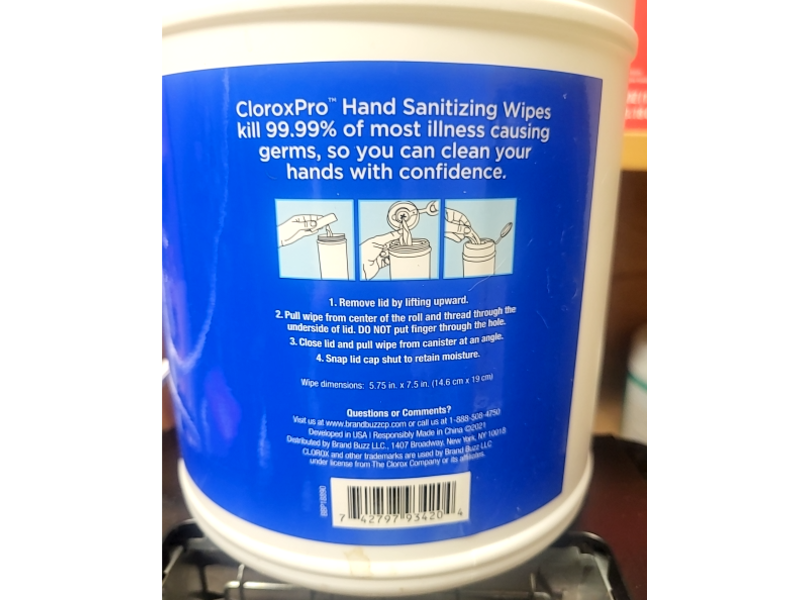 CloroxPro™ Hand Sanitizing Wipes
kill 99.99% of most illness causing
germs, so you can clean your
hands with confidence.
1. Remove lid by lifting upward.
2. Pull wipe from center of the roll and thread through the
underside of lid. DO NOT put finger through the hole.
3. Close lid and pull wipe from canister at an angle.
4. Snap lid cap shut to retain moisture.
Wipe dimensions: 5.75 in. x 7.5 in. (14.6 cm x 19 cm)
Questions or Comments?
Visit us at www.brandbuzzcp.com or call us at 1-888-508-4250
Developed in USA | Responsibly Made in China ©2021
Distributed by Brand Buzz LLC., 1407 Broadway, New York, NY 10018
CLOROX and other trademarks are used by Brand Buzz LLC
under license from The Clorox Company or its affiliates.
7 42797 93420 4